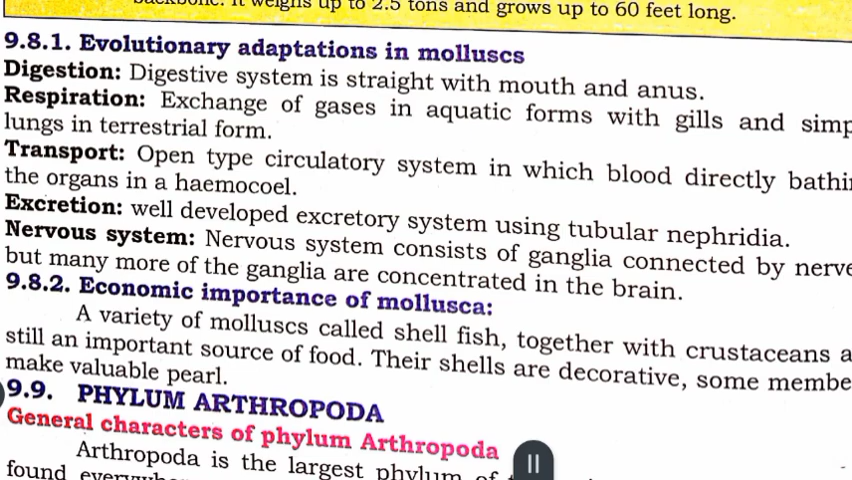 backbone. It weighs up to 2.5 tons and grows up to 60 feet long.
9.8.1. Evolutionary adaptations in molluscs
Digestion: Digestive system is straight with mouth and anus.
Respiration: Exchange of gases in aquatic forms with gills and simp
lungs in terrestrial form.
Transport: Open type circulatory system in which blood directly bathi
the organs in a haemocoel.
Excretion: well developed excretory system using tubular nephridia.
Nervous system: Nervous system consists of ganglia connected by nerve
but many more of the ganglia are concentrated in the brain.
9.8.2. Economic importance of mollusca:
A variety of molluscs called shell fish, together with crustaceans a
still an important source of food. Their shells are decorative, some membe
make valuable pearl.
9.9. PHYLUM ARTHROPODA
General characters of phylum Arthropoda
Arthropoda is the largest phylum of
found